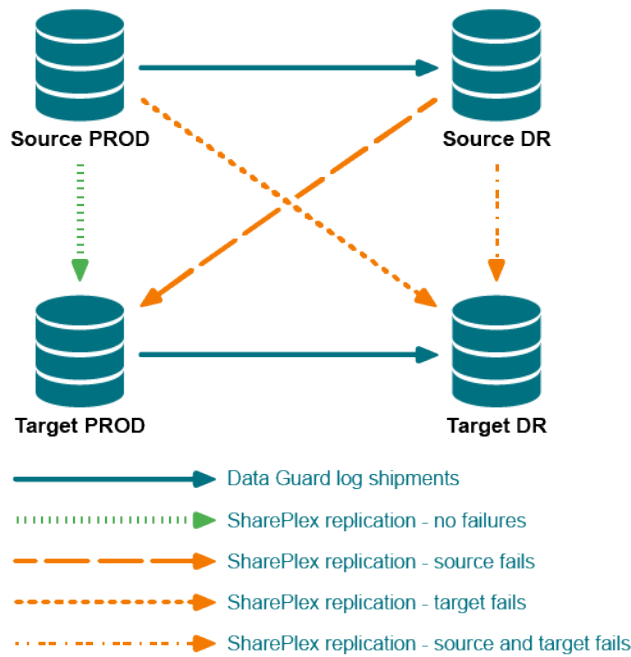 Source PROD
Source DR
Target PROD
Target DR
Data Guard log shipments
SharePlex replication - no failures
SharePlex replication - source fails
SharePlex replication - target fails
SharePlex replication - source and target fails